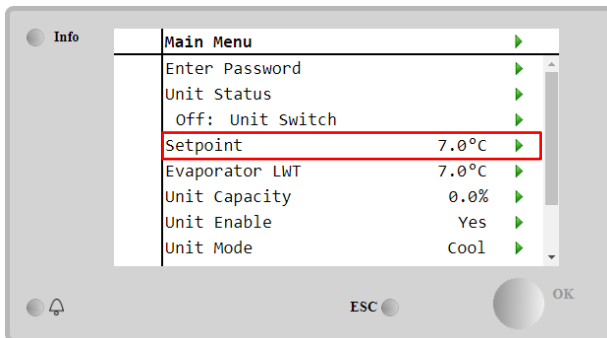 Info
Main Menu
Enter Password
Unit Status
Off: Unit Switch
Setpoint 7.0°C
Evaporator LWT 7.0°C
Unit Capacity 0.0%
Unit Enable Yes
Unit Mode Cool
ESC
OK